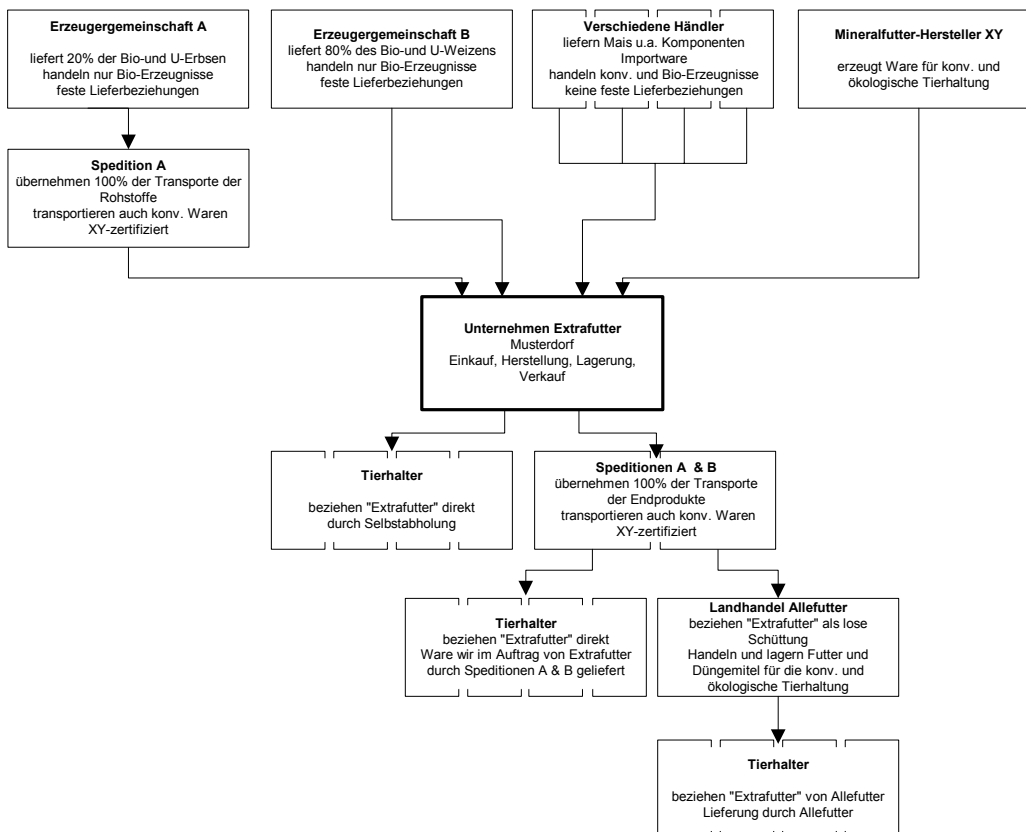 Erzeugergemeinschaft A
liefert 20% der Bio-und U-Erbsen
handeln nur Bio-Erzeugnisse
feste Lieferbeziehungen
Erzeugergemeinschaft B
liefert 80% des Bio-und U-Weizens
handeln nur Bio-Erzeugnisse
feste Lieferbeziehungen
Verschiedene Händler
liefern Mais u.a. Komponenten
Importware
handeln konv. und Bio-Erzeugnisse
keine feste Lieferbeziehungen
Mineralfutter-Hersteller XY
erzeugt Ware für konv. und
ökologische Tierhaltung
Spedition A
übernehmen 100% der Transporte der
Rohstoffe
transportieren auch konv. Waren
XY-zertifiziert
Unternehmen Extrafutter
Musterdorf
Einkauf, Herstellung, Lagerung,
Verkauf
Tierhalter
beziehen "Extrafutter" direkt
durch Selbstabholung
Speditionen A & B
übernehmen 100% der Transporte
der Endprodukte
transportieren auch konv. Waren
XY-zertifiziert
Tierhalter
beziehen "Extrafutter" direkt
Ware wir im Auftrag von Extrafutter
durch Speditionen A & B geliefert
Landhandel Allefutter
beziehen "Extrafutter" als lose
Schüttung
Handeln und lagern Futter und
Düngemitel für die konv. und
ökologische Tierhaltung
Tierhalter
beziehen "Extrafutter" von Allefutter
Lieferung durch Allefutter